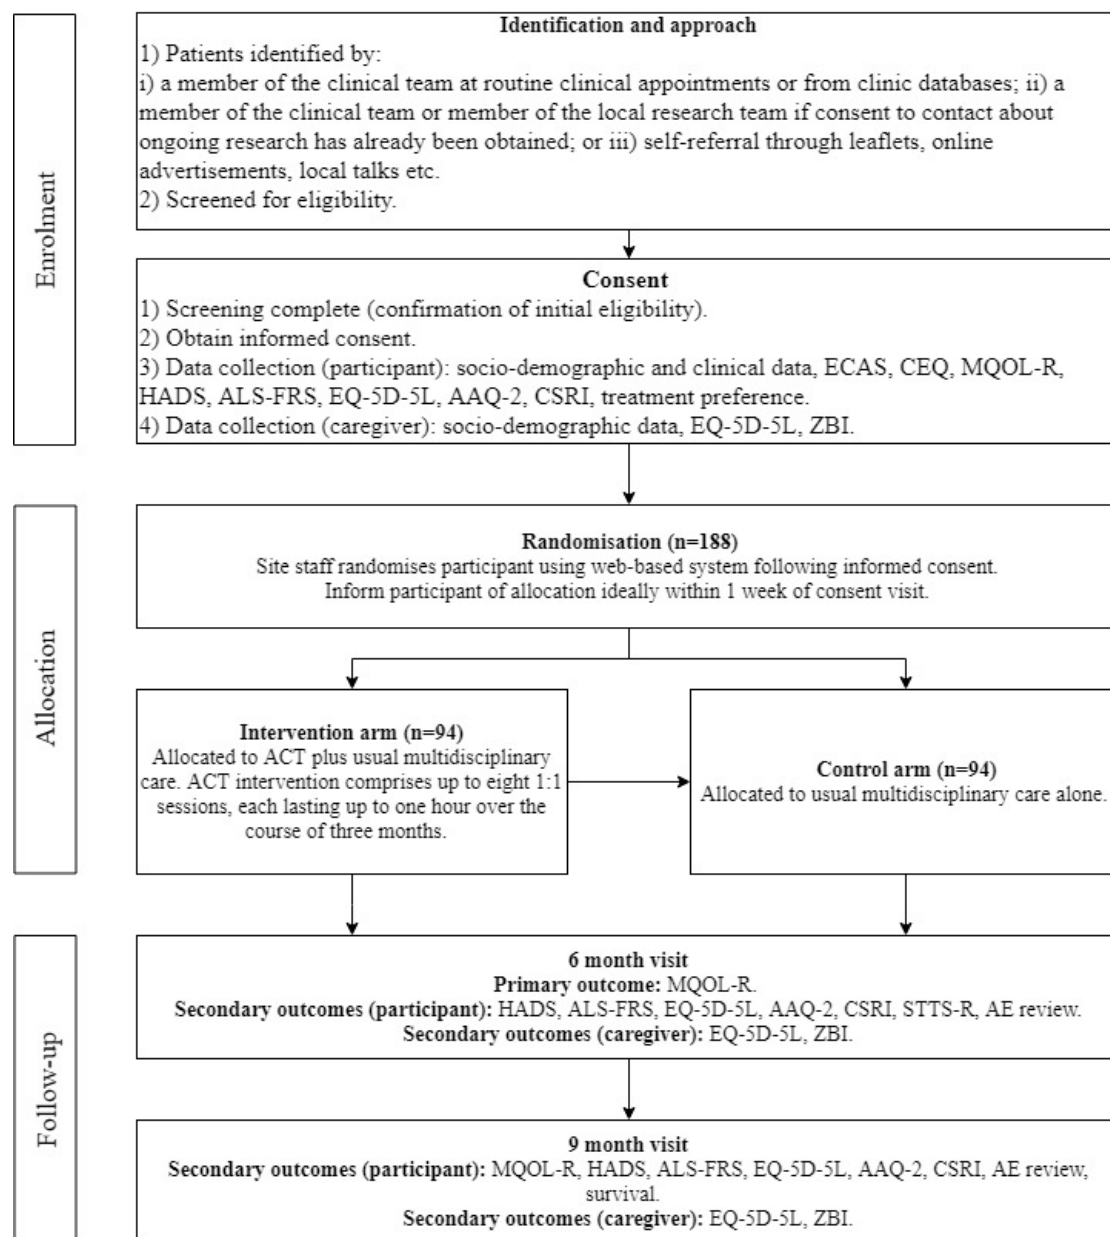 Enrolment
Identification and approach
1) Patients identified by:
i) a member of the clinical team at routine clinical appointments or from clinic databases; ii) a
member of the clinical team or member of the local research team if consent to contact about
ongoing research has already been obtained; or iii) self-referral through leaflets, online
advertisements, local talks etc.
2) Screened for eligibility.
Consent
1) Screening complete (confirmation of initial eligibility).
2) Obtain informed consent.
3) Data collection (participant): socio-demographic and clinical data, ECAS, CEQ, MQOL-R,
HADS, ALS-FRS, EQ-5D-5L, AAQ-2, CSRI, treatment preference.
4) Data collection (caregiver): socio-demographic data, EQ-5D-5L, ZBI.
Allocation
Randomisation (n=188)
Site staff randomises participant using web-based system following informed consent.
Inform participant of allocation ideally within 1 week of consent visit.
Intervention arm (n=94)
Allocated to ACT plus usual multidisciplinary
care. ACT intervention comprises up to eight 1:1
sessions, each lasting up to one hour over the
course of three months.
Control arm (n=94)
Allocated to usual multidisciplinary care alone.
Follow-up
6 month visit
Primary outcome: MQOL-R.
Secondary outcomes (participant): HADS, ALS-FRS, EQ-5D-5L, AAQ-2, CSRI, STTS-R, AE review.
Secondary outcomes (caregiver): EQ-5D-5L, ZBI.
9 month visit
Secondary outcomes (participant): MQOL-R, HADS, ALS-FRS, EQ-5D-5L, AAQ-2, CSRI, AE review,
survival.
Secondary outcomes (caregiver): EQ-5D-5L, ZBI.